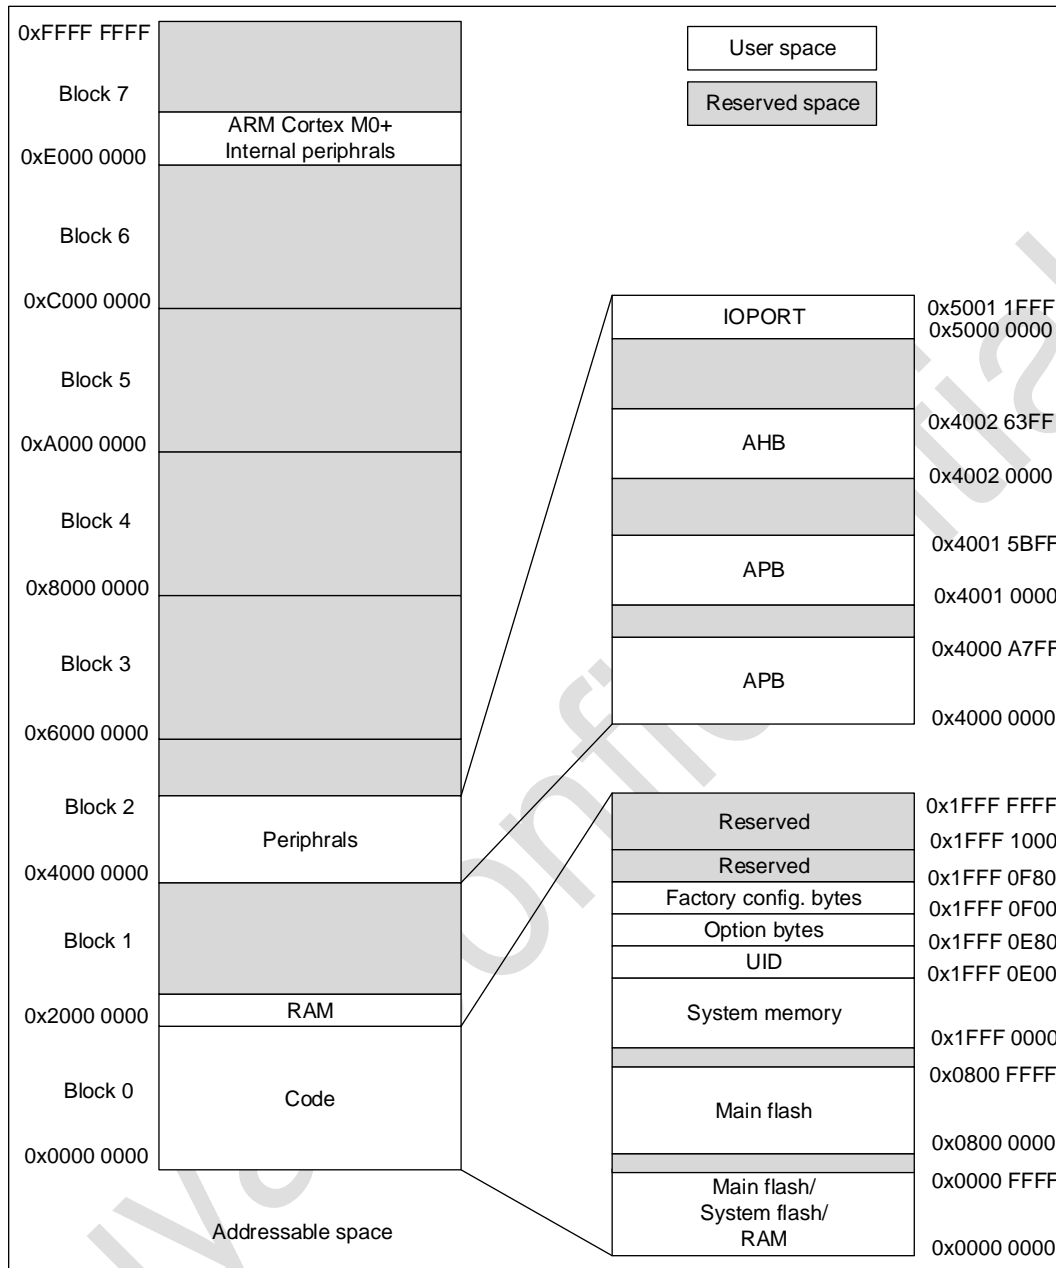 0xFFFF FFFF
Block 7
ARM Cortex M0+
Internal periphrals
0xE000 0000
Block 6
0xC000 0000
Block 5
0xA000 0000
Block 4
0x8000 0000
Block 3
0x6000 0000
Block 2
Periphrals
0x4000 0000
Block 1
RAM
0x2000 0000
Block 0
Code
0x0000 0000
Addressable space
User space
Reserved space
IOPORT
0x5001 1FFF
0x5000 0000
AHB
0x4002 63FF
0x4002 0000
APB
0x4001 5BFF
0x4001 0000
APB
0x4000 A7FF
0x4000 0000
Reserved
0x1FFF FFFF
0x1FFF 1000
Reserved
0x1FFF 0F80
Factory config. bytes
0x1FFF 0F00
Option bytes
0x1FFF 0E80
UID
0x1FFF 0E00
System memory
0x1FFF 0000
Main flash
0x0800 FFFF
0x0800 0000
Main flash/
System flash/
RAM
0x0000 FFFF
0x0000 0000